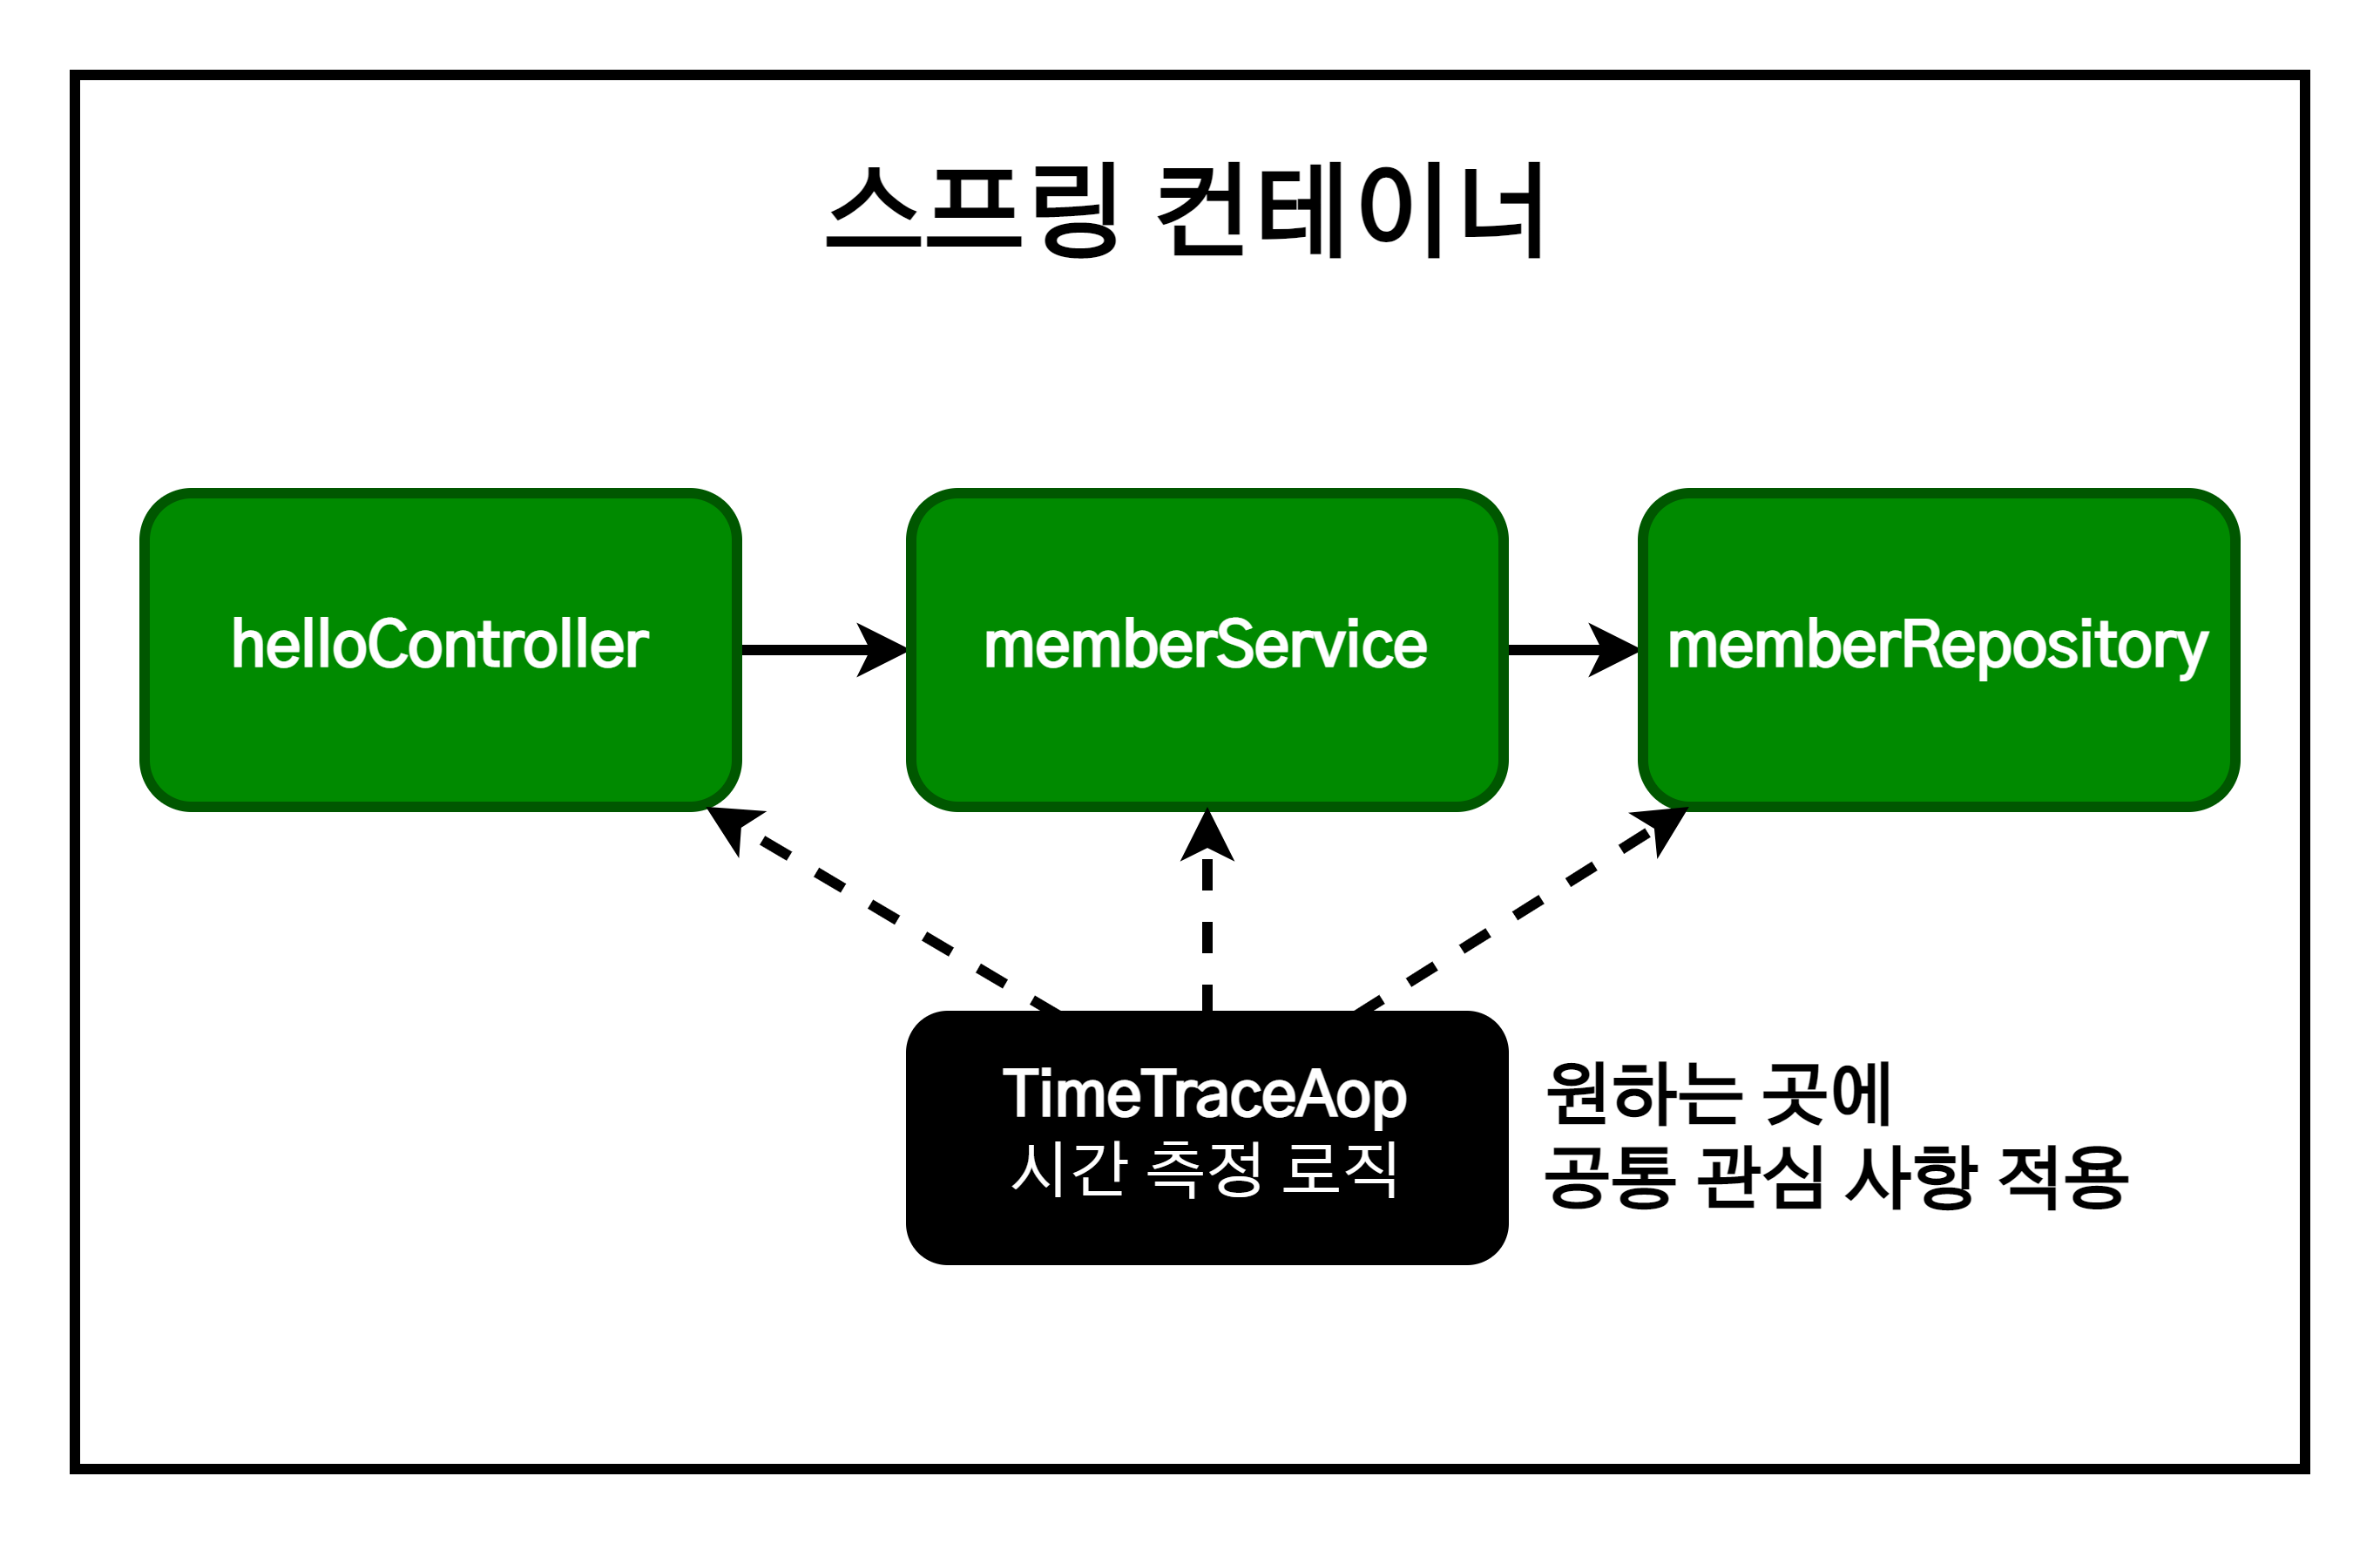 스프링 컨테이너
helloController
memberService
memberRepository
TimeTraceAop
시간 측정 로직
원하는 곳에
공통 관심 사항 적용